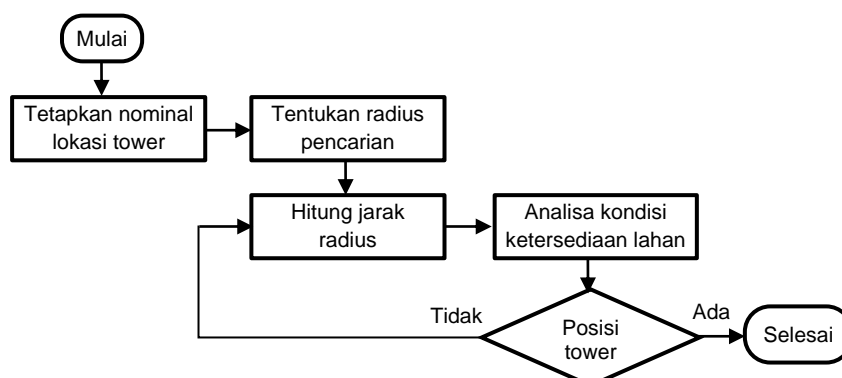 Mulai
Tetapkan nominal
lokasi tower
Tentukan radius
pencarian
Hitung jarak
radius
Analisa kondisi
ketersediaan lahan
Tidak
Posisi
tower
Ada
Selesai